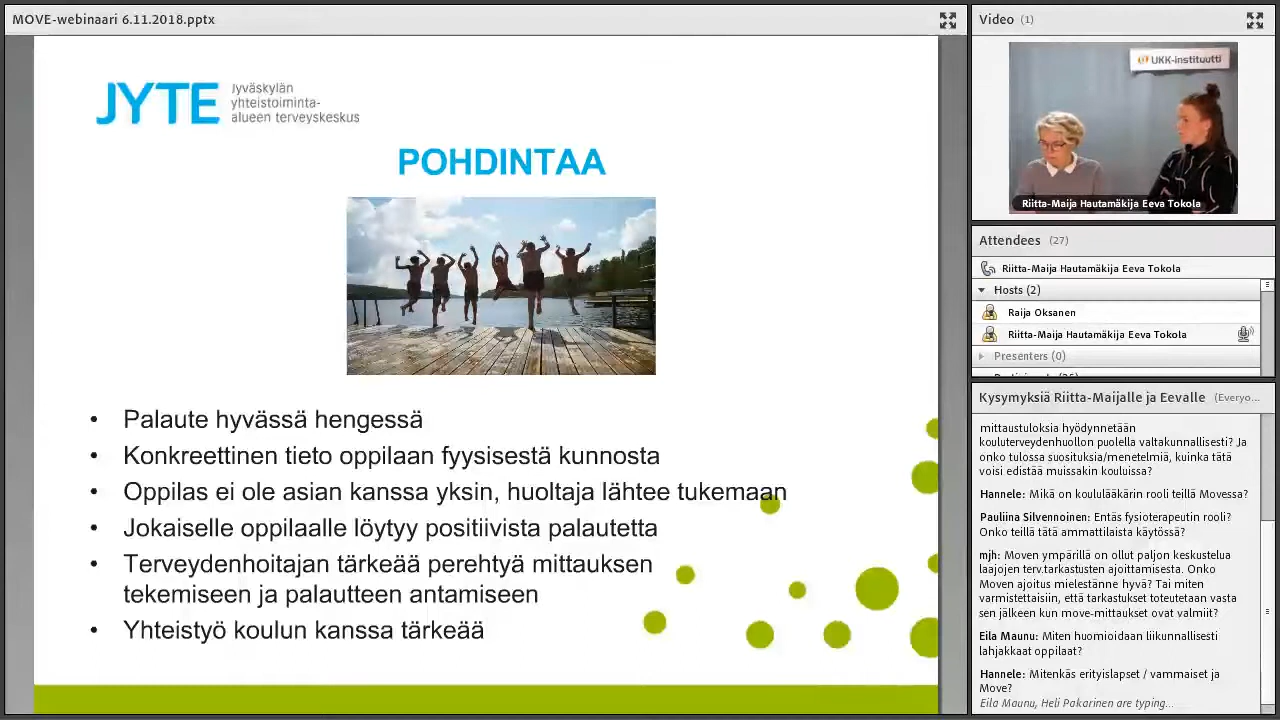 MOVE-webinaari 6.11.2018.pptx
JYTE
Jyväskylän
yhteistoiminta-
alueen terveyskeskus
POHDINTAA
• Palaute hyvässä hengessä
• Konkreettinen tieto oppilaan fyysisestä kunnosta
• Oppilas ei ole asian kanssa yksin, huoltaja lähtee tukemaan
• Jokaiselle oppilaalle löytyy positiivista palautetta
• Terveydenhoitajan tärkeää perehtyä mittauksen
tekemiseen ja palautteen antamiseen
• Yhteistyö koulun kanssa tärkeää
Video (1)
UKK-instituutti
Riitta-Maija Hautamäkija Eeva Tokola
Attendees (27)
Riitta-Maija Hautamäkija Eeva Tokola
Hosts (2)
Raija Oksanen
Riitta-Maija Hautamäkija Eeva Tokola
Presenters (0)
Kysymyksiä Riitta-Maijalle ja Eevalle (Everyo...
mittaustuloksia hyödynnetään
kouluterveydenhuollon puolella valtakunnallisesti? Ja
onko tulossa suosituksia/menetelmiä, kuinka tätä
voisi edistää muissakin kouluissa?
Hannele: Mikä on koululääkärin rooli teillä Movessa?
Pauliina Silvennoinen: Entäs fysioterapeutin rooli?
Onko teillä tätä ammattilaista käytössä?
mjh: Moven ympärillä on ollut paljon keskustelua
laajojen terv.tarkastusten ajoittamisesta. Onko
Moven ajoitus mielestänne hyvä? Tai miten
varmistettaisiin, että tarkastukset toteutetaan vasta
sen jälkeen kun move-mittaukset ovat valmiit?
Eila Maunu: Miten huomioidaan liikunnallisesti
lahjakkaat oppilaat?
Hannele: Mitenkäs erityislapset / vammaiset ja
Move?
Eila Maunu, Heli Pakarinen are typing...